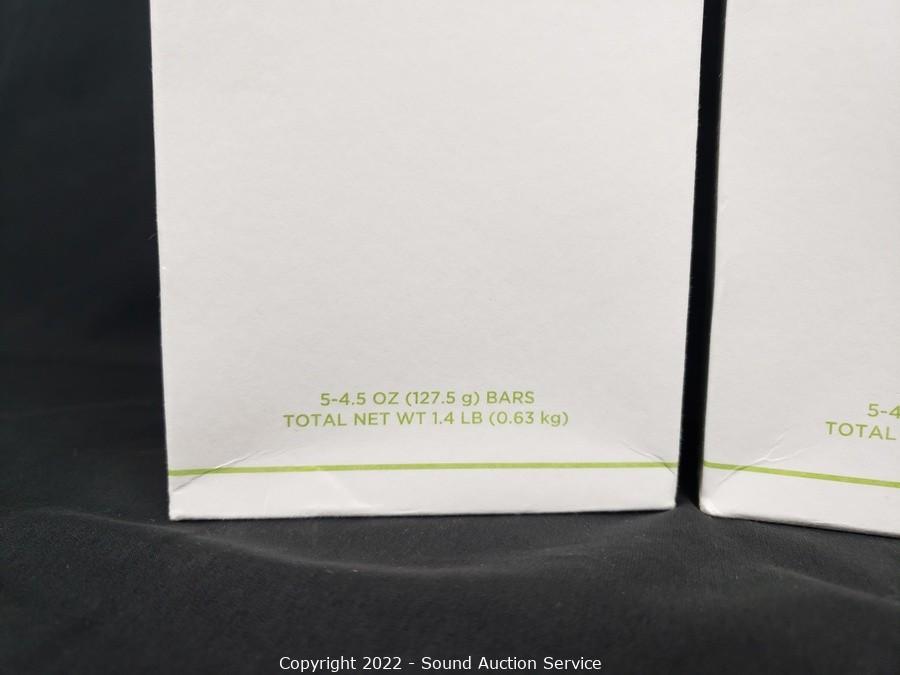 5-4.5 OZ (127.5 g) BARS
TOTAL NET WT 1.4 LB (0.63 kg)
5-4
TOTAL
Copyright 2022 - Sound Auction Service